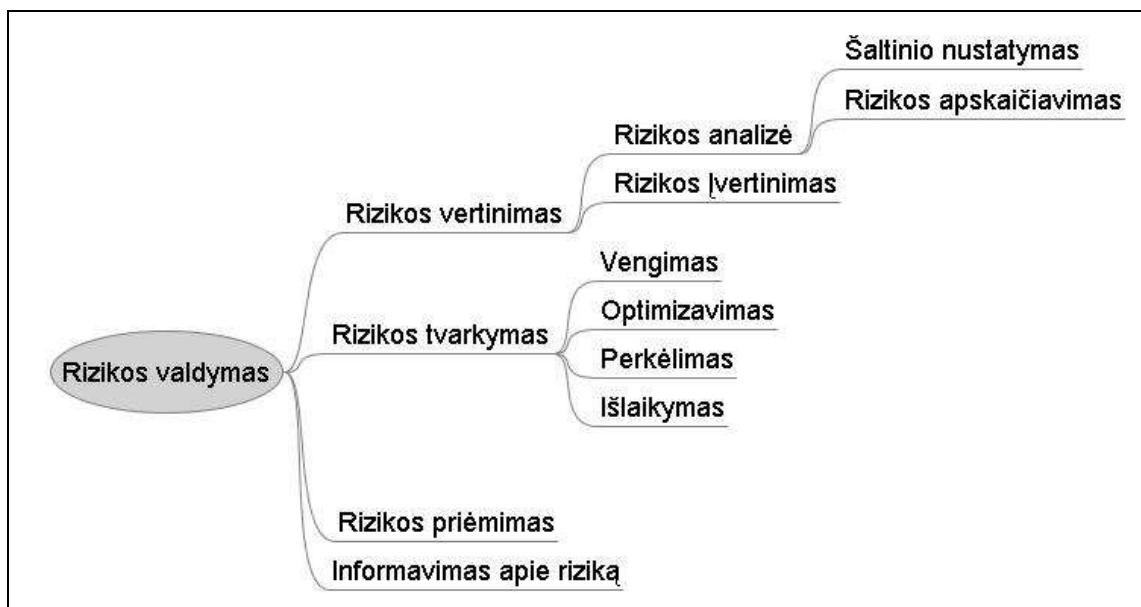 Šaltinio nustatymas
Rizikos apskaičiavimas
Rizikos analizė
Rizikos Įvertinimas
Rizikos vertinimas
Vengimas
Optimizavimas
Rizikos tvarkymas
Perkėlimas
Rizikos valdymas
Išlaikymas
Rizikos priėmimas
Informavimas apie riziką